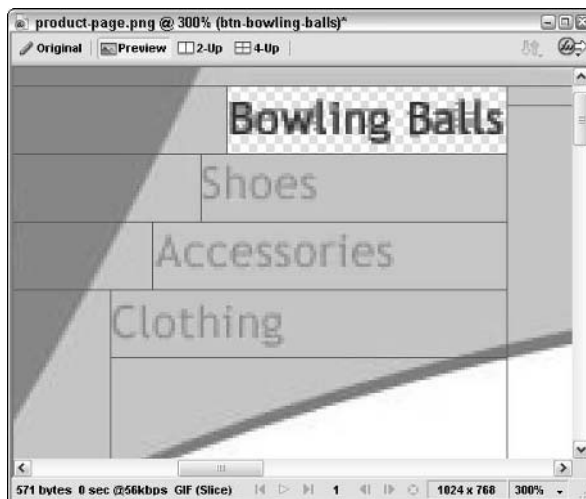 product-page.png @ 300% (btn-bowling-balls)*
Original Preview 2-Up 4-Up
Bowling Balls
Shoes
Accessories
Clothing
571 bytes 0 sec @56kbps GIF (Slice) 1 1024 x 768 300%